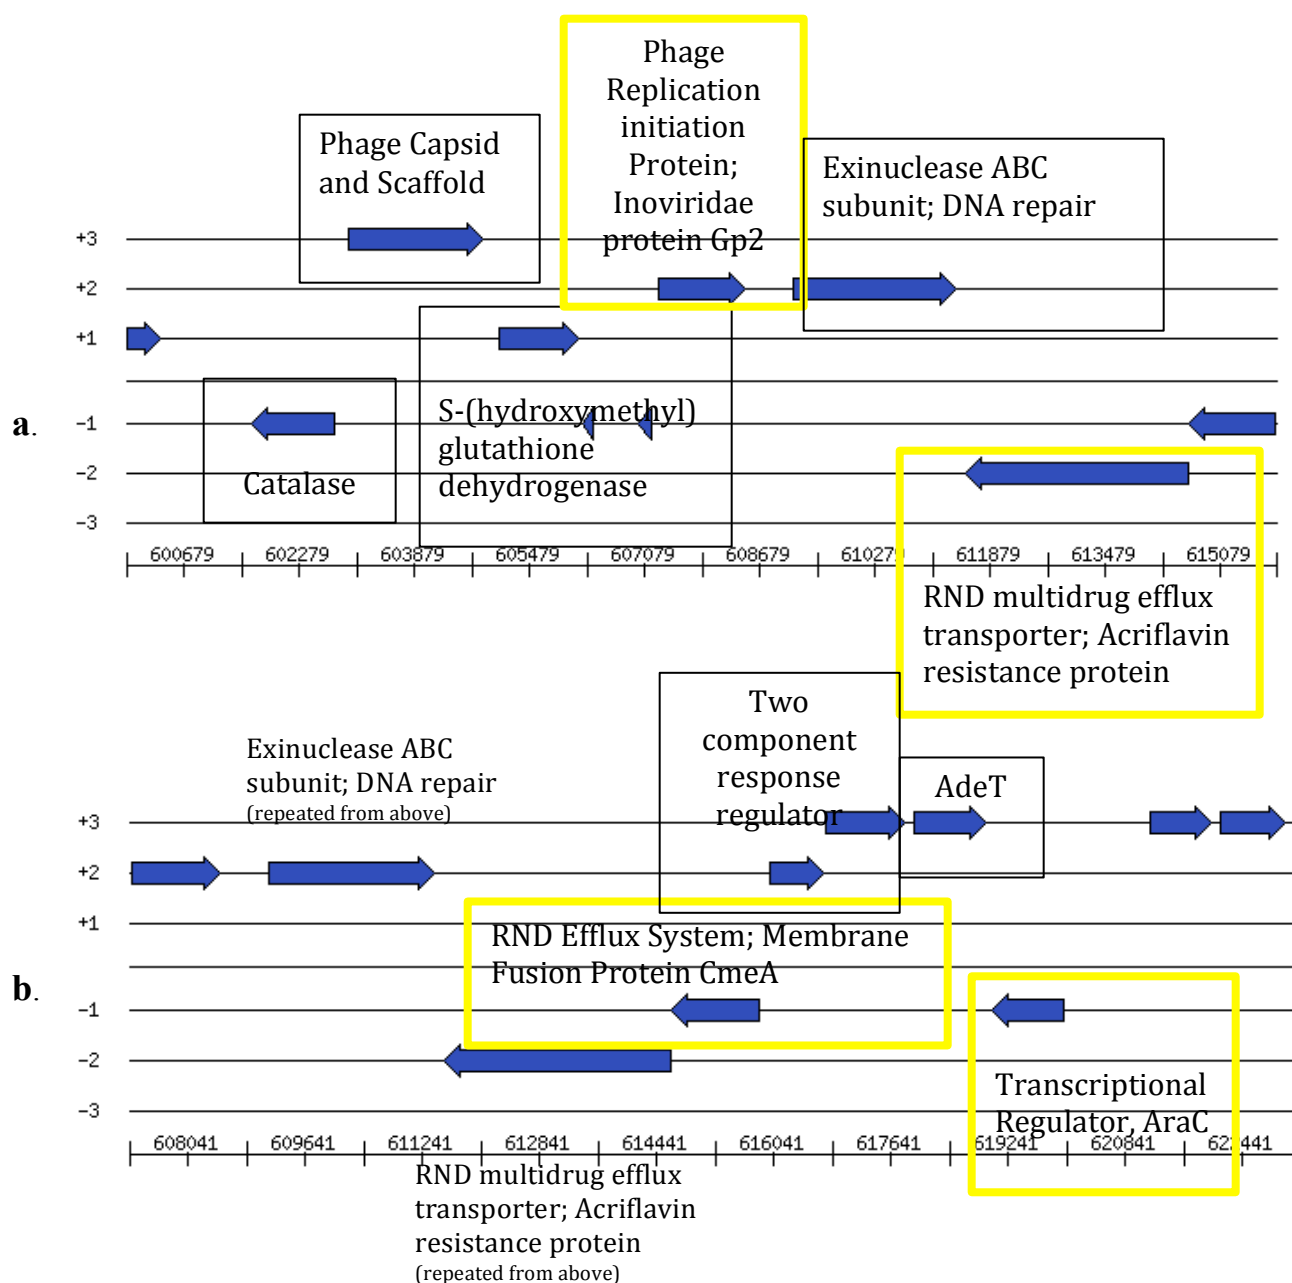 Phage
Replication
initiation
Protein;
Inoviridae
protein Gp2
Phage Capsid
and Scaffold
Exinuclease ABC
subunit; DNA repair
+3
+2
+1
a.
-1
-2
-3
S-(hydroxymethyl)
glutathione
dehydrogenase
Catalase
600679 602279 603879 605479 607079 608679 610279 611879 613479 615079
RND multidrug efflux
transporter; Acriflavin
resistance protein
Two
component
response
regulator
Exinuclease ABC
subunit; DNA repair
(repeated from above)
AdeT
+3
+2
+1
RND Efflux System; Membrane
Fusion Protein CmeA
b.
-1
-2
-3
Transcriptional
Regulator, AraC
608041 609641 611241 612841 614441 616041 617641 619241 620841 622441
RND multidrug efflux
transporter; Acriflavin
resistance protein
(repeated from above)